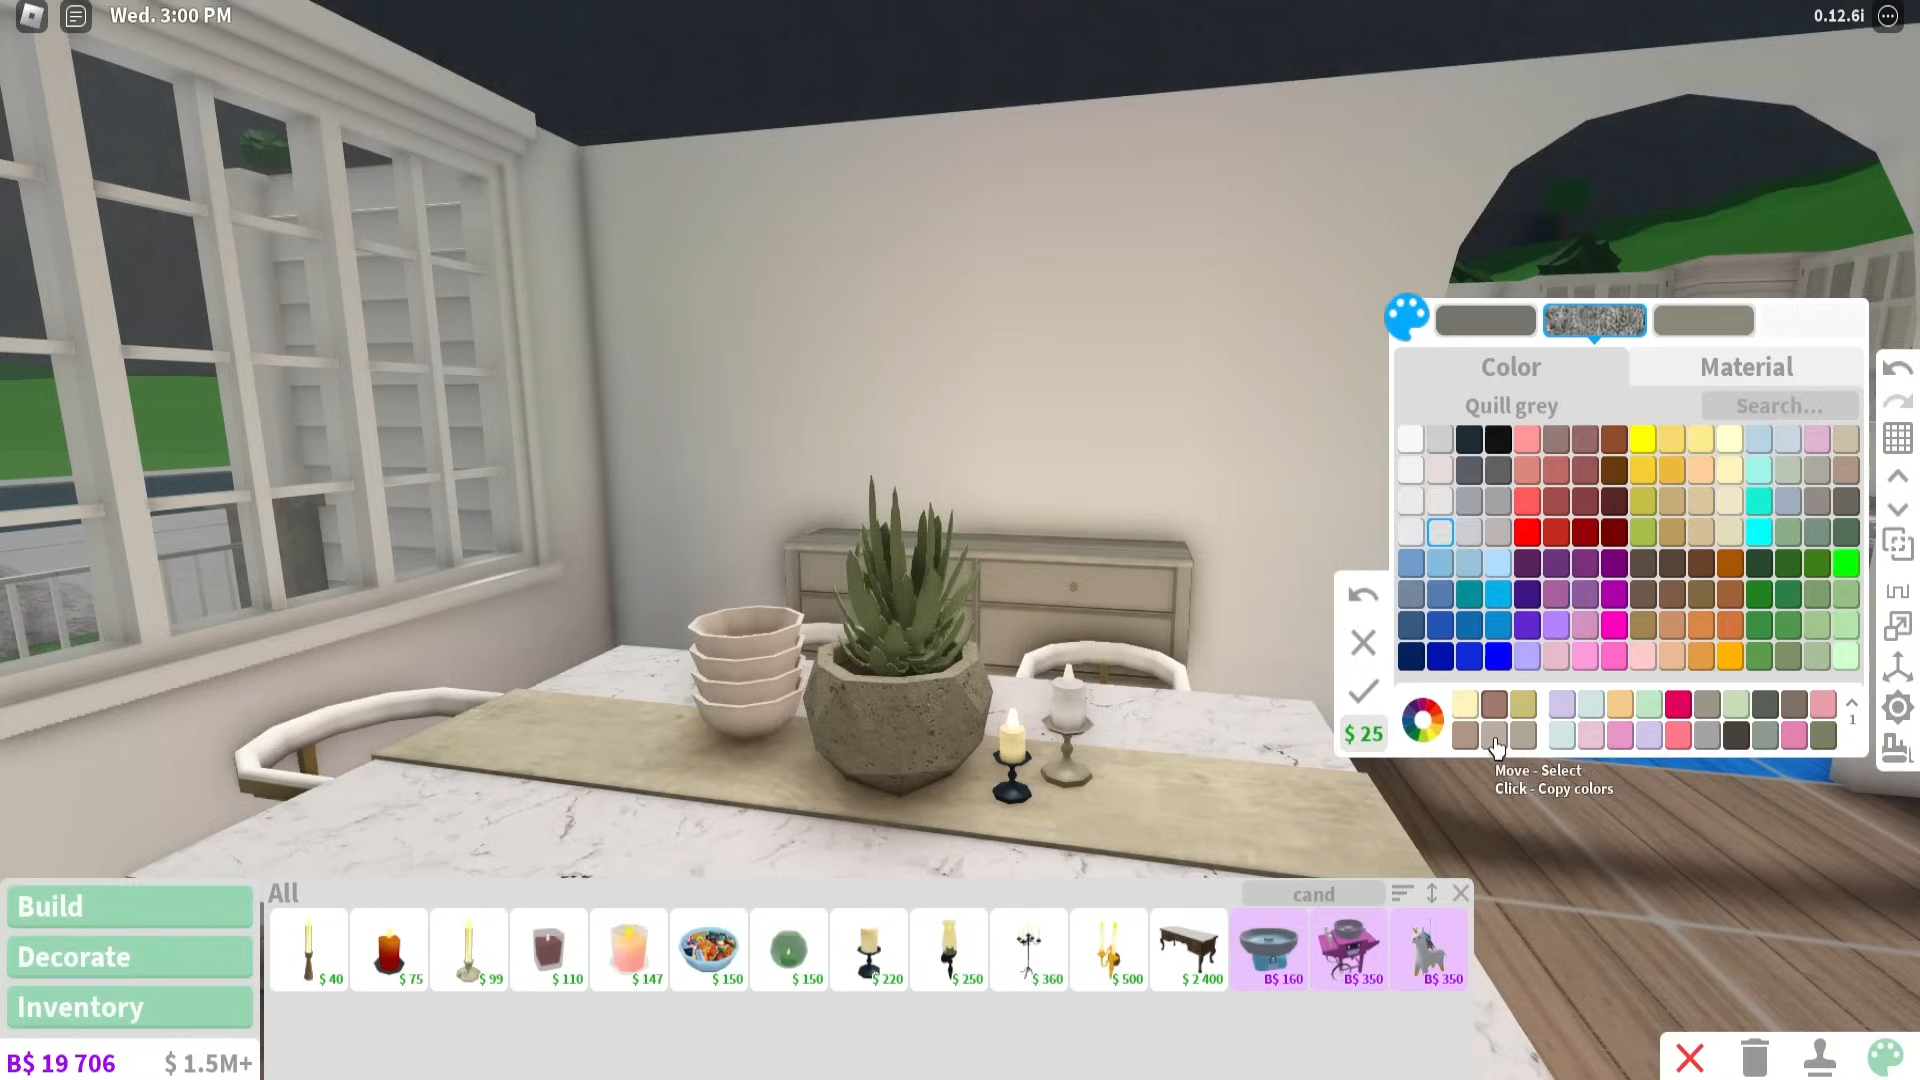 Wed. 3:00 PM
0.12.6i
Color
Material
Quill grey
Search...
$ 25
1
Move - Select
Click - Copy colors
Build
Decorate
Inventory
B$ 19 706
$ 1.5M+
All
cand
$ 40
$ 75
$ 99
$ 110
$ 147
$ 150
$ 150
$ 220
$ 250
$ 360
$ 500
$ 2 400
B$ 160
B$ 350
B$ 350